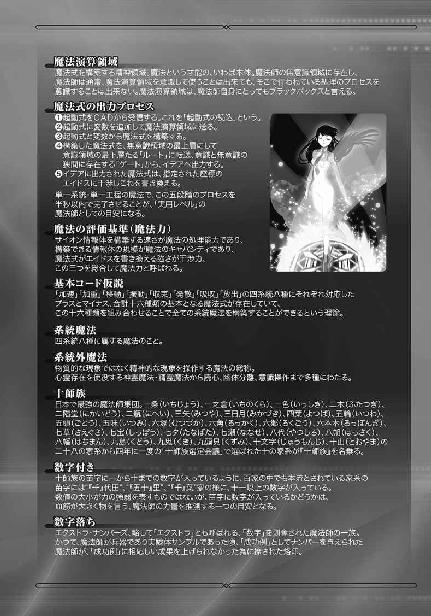 魔法演算領域
魔法式を構築する精神領域。魔法という才能の、いわば本体。魔法師の無意識領域に存在し、
魔法師は通常、魔法演算領域を意識して使うことは出来ても、そこで行われている処理のプロセスを
意識することは出来ない。魔法演算領域は、魔法師自身にとってもブラックボックスと言える。
魔法式の出力プロセス
❶起動式をCADから受信する。これを「起動式の読込」という。
❷起動式に変数を追加して魔法演算領域に送る。
❸起動式と変数から魔法式を構築する。
❹構築した魔法式を、無意識領域の最上層にして
意識領域の最下層たる「ルート」に転送、意識と無意識の
狭間に存在する「ゲート」から、イデアへ出力する。
❺イデアに出力された魔法式は、指定された座標の
エイドスに干渉しこれを書き換える。
単一系統・単一工程の魔法で、この五段階のプロセスを
半秒以内で完了させることが、「実用レベル」の
魔法師としての目安になる。
魔法の評価基準（魔法力）
サイオン情報体を構築する速さが魔法の処理能力であり、
構築できる情報体の規模が魔法のキャパシティであり、
魔法式がエイドスを書き換える強さが干渉力、
この三つを総合して魔法力と呼ばれる。
基本コード仮説
「加速」「加重」「移動」「振動」「収束」「発散」「吸収」「放出」の四系統八種にそれぞれ対応した
プラスとマイナス、合計十六種類の基本となる魔法式が存在していて、
この十六種類を組み合わせることで全ての系統魔法を構築することができるという理論。
系統魔法
四系統八種に属する魔法のこと。
系統外魔法
物質的な現象ではなく精神的な現象を操作する魔法の総称。
心霊存在を使役する神霊魔法・精霊魔法から読心、幽体分離、意識操作まで多種にわたる。
十師族
日本で最強の魔法師集団。一条（いちじょう）、一之倉（いちのくら）、一色（いっしき）、二木（ふたつぎ）、
二階堂（にかいどう）、二瓶（にへい）、三矢（みつや）、三日月（みかづき）、四葉（よつば）、五輪（いつわ）、
五頭（ごとう）、五味（いつみ）、六塚（むつづか）、六角（ろっかく）、六郷（ろくごう）、六本木（ろっぽんぎ）、
七草（さえぐさ）、七宝（しっぽう）、七夕（たなばた）、七瀬（ななせ）、八代（やつしろ）、八朔（はっさく）、
八幡（はちまん）、九島（くどう）、九鬼（くき）、九頭見（くずみ）、十文字（じゅうもんじ）、十山（とおやま）の
二十八の家系から四年に一度の「十師族選定会議」で選ばれた十の家系が『十師族』を名乗る。
数字付き
十師族の苗字に一から十までの数字が入っているように、百家の中でも本流とされている家系の
苗字には“『千』代田”、“『五十』里”、“『千』葉”家の様に、十一以上の数字が入っている。
数値の大小が力の強弱を表すものではないが、苗字に数字が入っているかどうかは、
血筋が大きく物を言う、魔法師の力量を推測する一つの目安となる。
数字落ち
エクストラ・ナンバーズ、略して「エクストラ」とも呼ばれる、「数字」を剝奪された魔法師の一族。
かつて、魔法師が兵器であり実験体サンプルであった頃、「成功例」としてナンバーを与えられた
魔法師が、「成功例」に相応しい成果を上げられなかった為に捺された烙印。